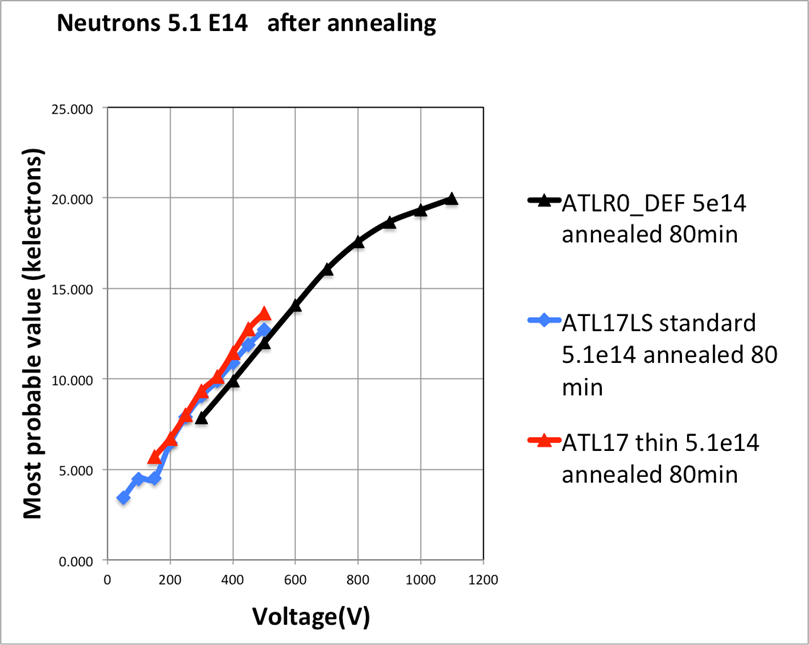 Neutrons 5.1 E14 after annealing
Most probable value (kelectrons)
25.000
20.000
15.000
10.000
5.000
0.000
0 200 400 600 800 1000 1200
Voltage(V)
ATLR0_DEF 5e14
annealed 80min
ATL17LS standard
5.1e14 annealed 80
min
ATL17 thin 5.1e14
annealed 80min